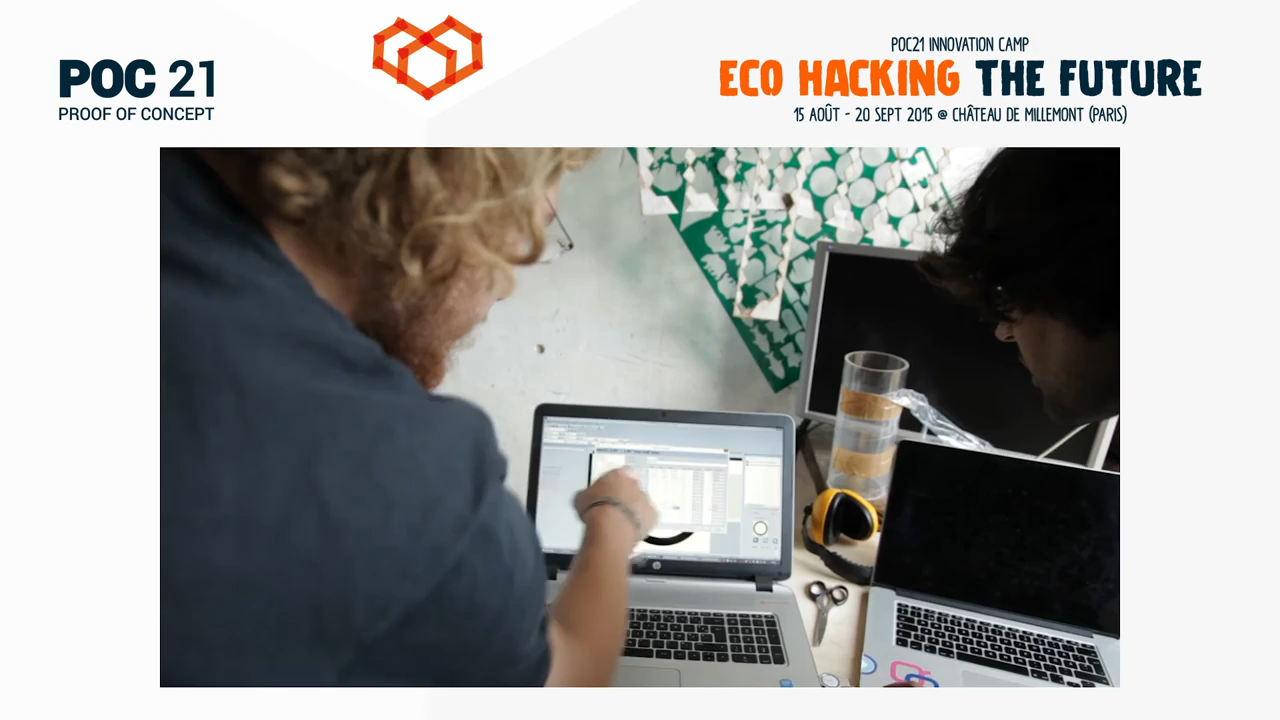 POC 21
PROOF OF CONCEPT
POC21 INNOVATION CAMP
ECO HACKING THE FUTURE
15 AOÛT - 20 SEPT 2015 @ CHÂTEAU DE MILLEMONT (PARIS)
hp